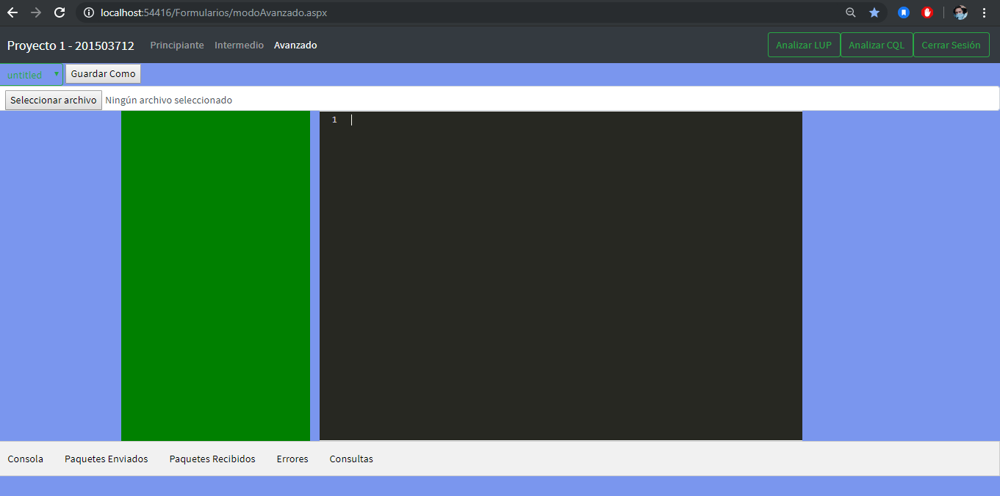 localhost:54416/Formularios/modoAvanzado.aspx
Proyecto 1 - 201503712 Principiante Intermedio Avanzado Analizar LUP Analizar CQL Cerrar Sesión
untitled Guardar Como
Seleccionar archivo Ningún archivo seleccionado
1
Consola Paquetes Enviados Paquetes Recibidos Errores Consultas